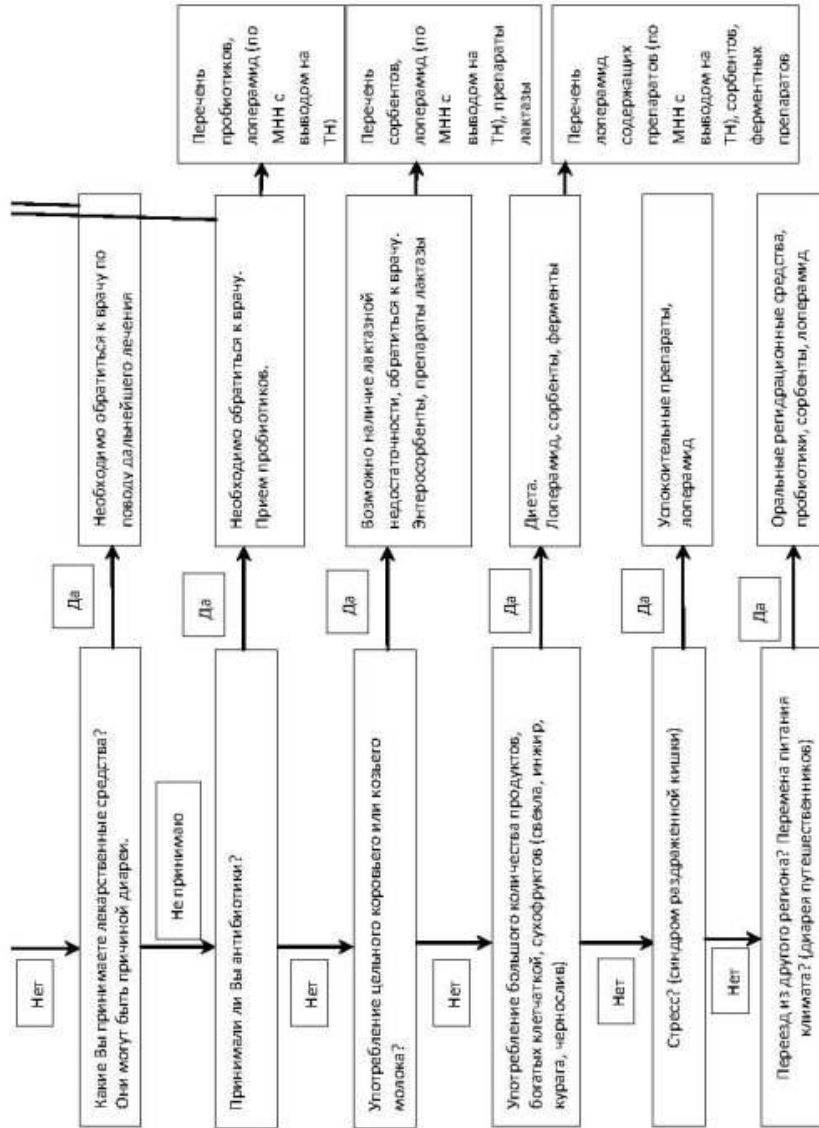 Нет
Какие Вы принимаете лекарственные средства?
Они могут быть причиной диареи.
Да
Необходимо обратиться к врачу по
поводу дальнейшего лечения
Не принимаю
Принимали ли Вы антибиотики?
Да
Необходимо обратиться к врачу.
Прием пробиотиков.
Перечень
пробиотиков,
лоперамид (по
МНН с
выводом на
ТН)
Нет
Употребление цельного коровьего или козьего
молока?
Да
Возможно наличие лактазной
недостаточности, обратиться к врачу.
Энтеросорбенты, препараты лактазы
Перечень
сорбентов,
лоперамид (по
МНН с
выводом на
ТН), препараты
лактазы
Нет
Употребление большого количества продуктов,
богатых клетчаткой, сухофруктов (свекла, инжир,
курага, чернослив)
Да
Диета.
Лоперамид, сорбенты, ферменты
Перечень
лоперамид
содержащих
препаратов (по
МНН с
выводом на
ТН), сорбентов,
ферментных
препаратов
Нет
Стресс? (синдром раздраженной кишки)
Да
Успокоительные препараты,
лоперамид
Нет
Переезд из другого региона? Перемена питания
климата? (диарея путешественников)
Да
Оральные регидрационные средства,
пробиотики, сорбенты, лоперамид